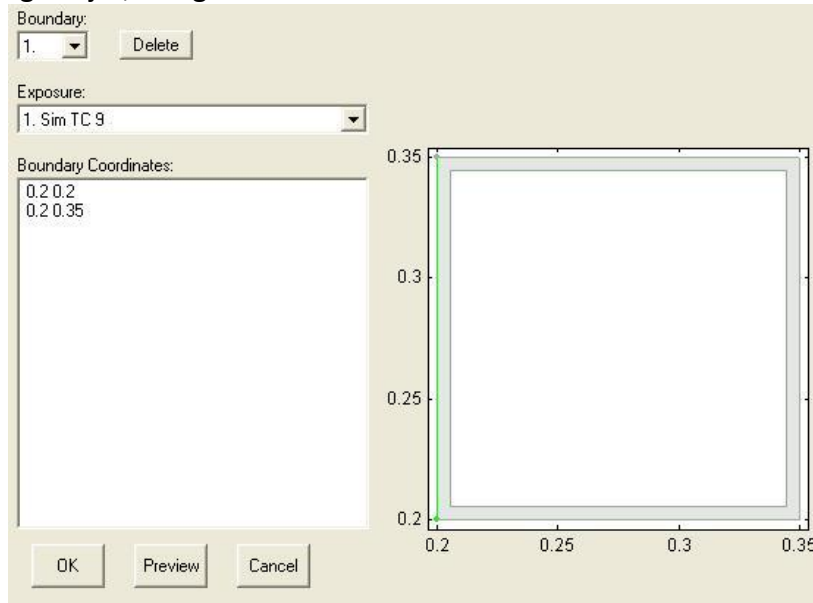 Boundary:
1.
Delete
Exposure:
1. Sim TC 9
Boundary Coordinates:
0.2 0.2
0.2 0.35
OK
Preview
Cancel
0.35
0.3
0.25
0.2
0.2 0.25 0.3 0.35